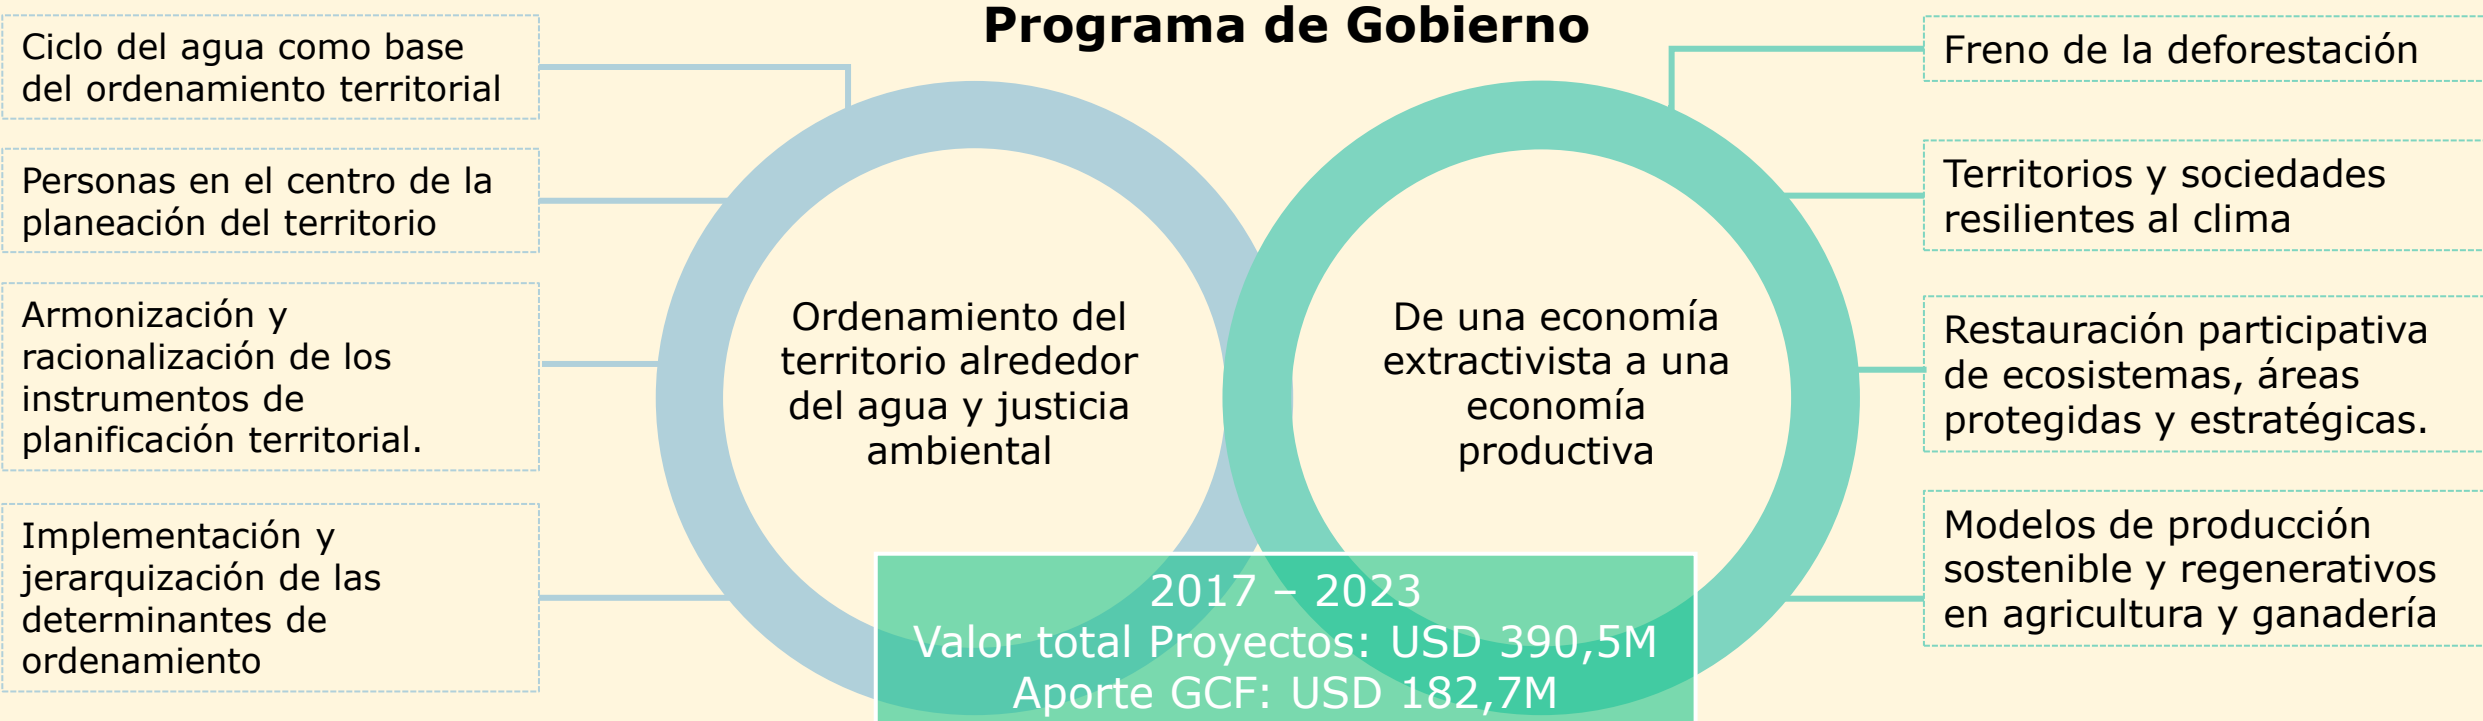 Programa de Gobierno
Ciclo del agua como base
del ordenamiento territorial
Personas en el centro de la
planeación del territorio
Armonización y
racionalización de los
instrumentos de
planificación territorial.
Implementación y
jerarquización de las
determinantes de
ordenamiento
Ordenamiento del
territorio alrededor
del agua y justicia
ambiental
De una economía
extractivista a una
economía
productiva
Freno de la deforestación
Territorios y sociedades
resilientes al clima
Restauración participativa
de ecosistemas, áreas
protegidas y estratégicas.
Modelos de producción
sostenible y regenerativos
en agricultura y ganadería
2017 – 2023
Valor total Proyectos: USD 390,5M
Aporte GCF: USD 182,7M